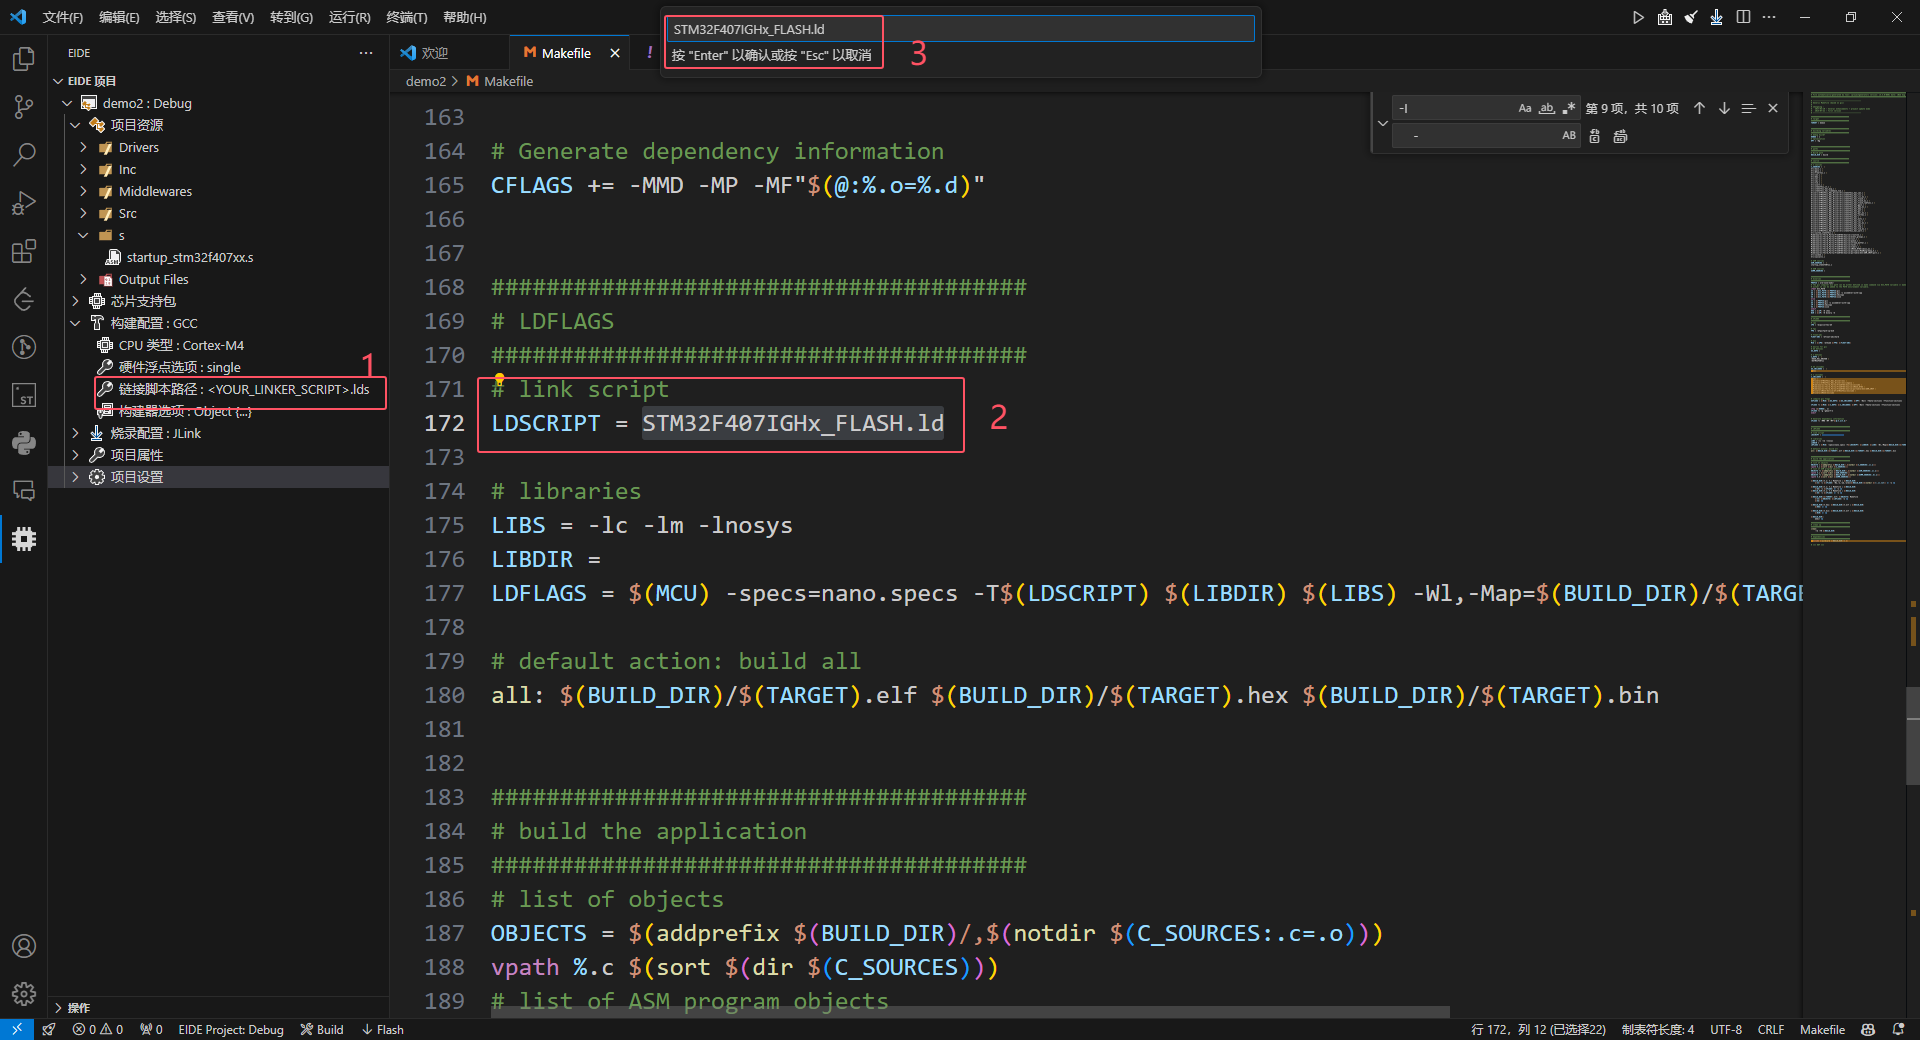 文件(F) 编辑(E) 选择(S) 查看(V) 转到(G) 运行(R) 终端(T) 帮助(H)
STM32F407IGHx_FLASH.ld
按 "Enter" 以确认或按 "Esc" 以取消
3
EIDE
EIDE 项目
demo2 : Debug
项目资源
Drivers
Inc
Middlewares
Src
s
startup_stm32f407xx.s
Output Files
芯片支持包
构建配置 : GCC
CPU 类型 : Cortex-M4
硬件浮点选项 : single
1
链接脚本路径 : <YOUR_LINKER_SCRIPT>.lds
构建器选项 : Object {...}
烧录配置 : JLink
项目属性
项目设置
操作
欢迎
Makefile
!
demo2 > Makefile
-I
Aa ab 第 9 项，共 10 项
- AB
163
164 # Generate dependency information
165 CFLAGS += -MMD -MP -MF"$(@:%.o=%.d)"
166
167
168 #######################################
169 # LDFLAGS
170 #######################################
171 # link script
172 LDSCRIPT = STM32F407IGHx_FLASH.ld
2
173
174 # libraries
175 LIBS = -lc -lm -lnosys
176 LIBDIR =
177 LDFLAGS = $(MCU) -specs=nano.specs -T$(LDSCRIPT) $(LIBDIR) $(LIBS) -Wl,-Map=$(BUILD_DIR)/$(TARGE
178
179 # default action: build all
180 all: $(BUILD_DIR)/$(TARGET).elf $(BUILD_DIR)/$(TARGET).hex $(BUILD_DIR)/$(TARGET).bin
181
182
183 #######################################
184 # build the application
185 #######################################
186 # list of objects
187 OBJECTS = $(addprefix $(BUILD_DIR)/,$(notdir $(C_SOURCES:.c=.o)))
188 vpath %.c $(sort $(dir $(C_SOURCES)))
189 # list of ASM program objects
0 0 0 EIDE Project: Debug Build Flash
行 172，列 12 (已选择22) 制表符长度: 4 UTF-8 CRLF Makefile